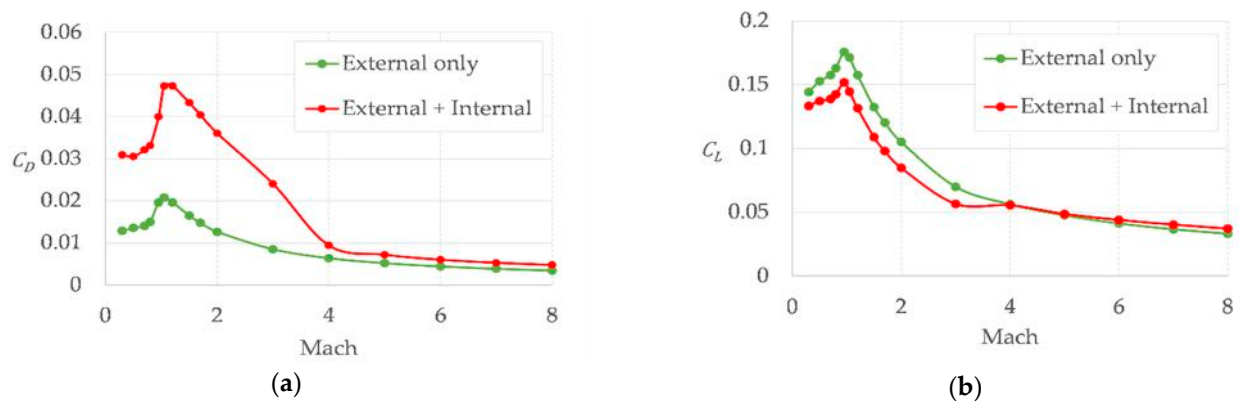 0.06
0.05
0.04
0.03
0.02
0.01
0
C_D
External only
External + Internal
0 2 4 6 8
Mach
(a)
0.2
0.15
0.1
0.05
0
C_L
External only
External + Internal
0 2 4 6 8
Mach
(b)